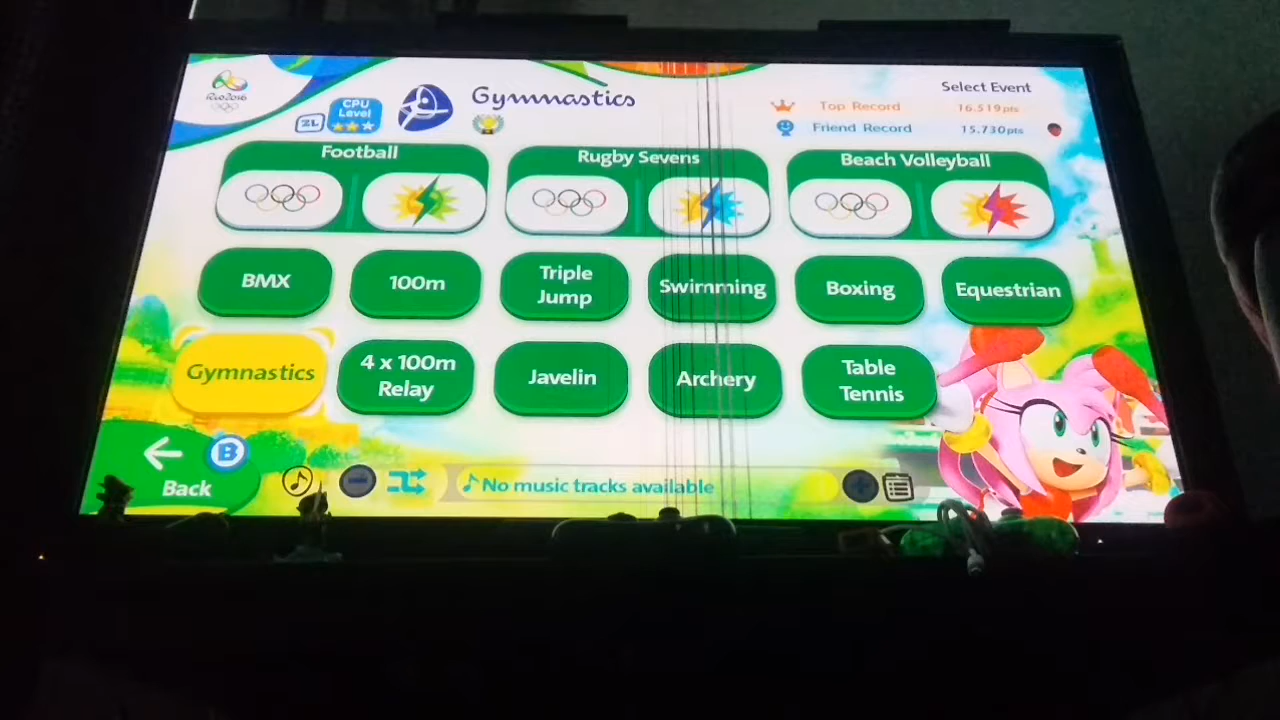 Rio2016
ZL
CPU
Level
Gymnastics
Select Event
Top Record 16.519pts
Friend Record 15.730pts
Football
Rugby Sevens
Beach Volleyball
BMX
100m
Triple
Jump
Swimming
Boxing
Equestrian
Gymnastics
4 x 100m
Relay
Javelin
Archery
Table
Tennis
B
Back
No music tracks available